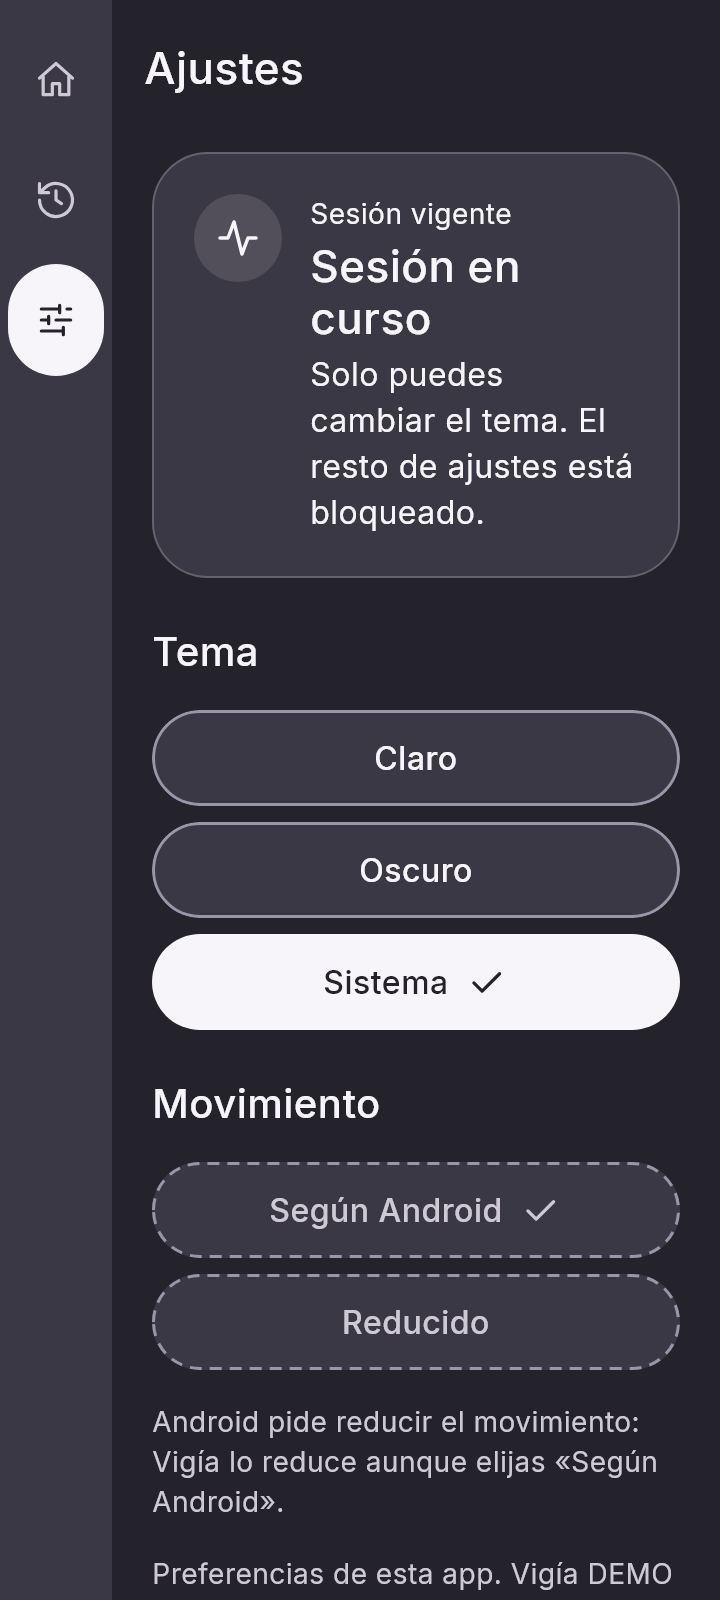 Ajustes
Sesión vigente
Sesión en
curso
Solo puedes
cambiar el tema. El
resto de ajustes está
bloqueado.
Tema
Claro
Oscuro
Sistema
Movimiento
Según Android
Reducido
Android pide reducir el movimiento:
Vigía lo reduce aunque elijas «Según
Android».
Preferencias de esta app. Vigía DEMO